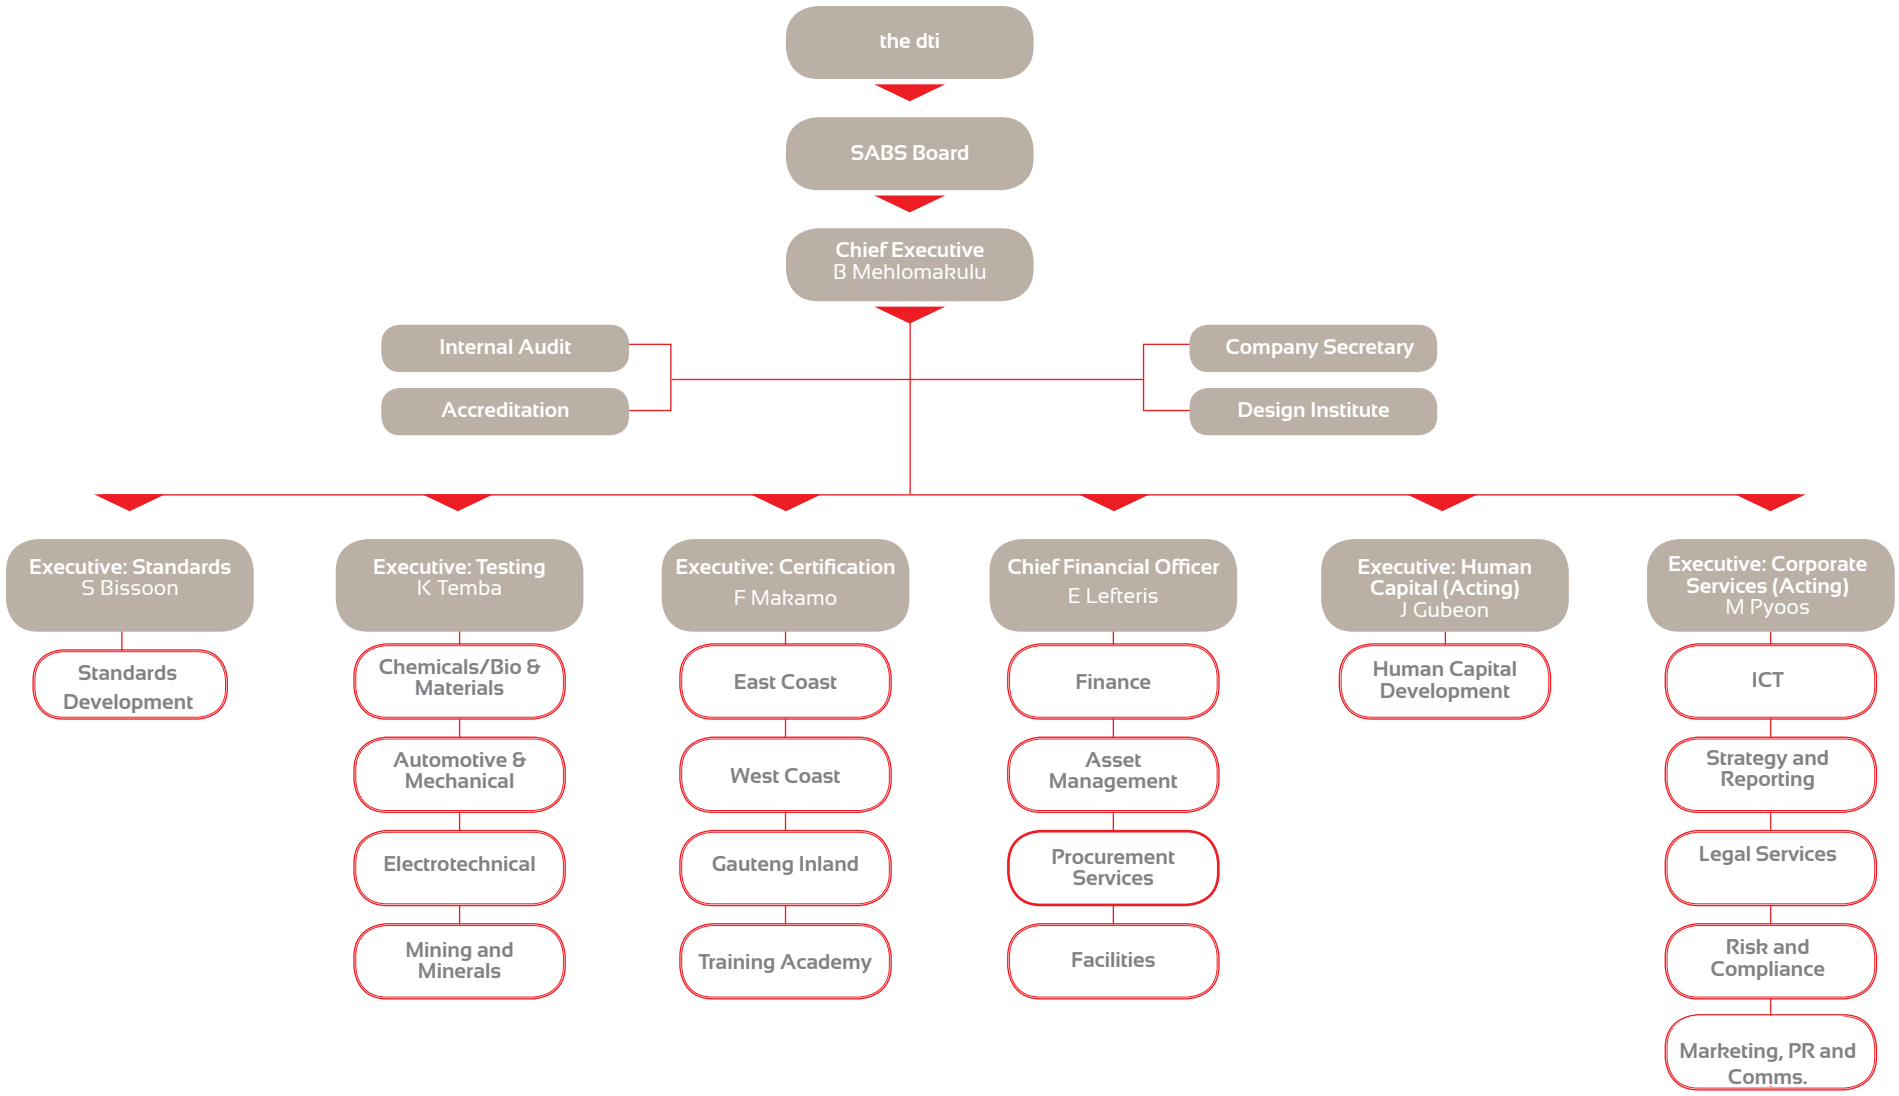 the dti
SABS Board
Chief Executive
B Mehlomakulu
Internal Audit
Company Secretary
Accreditation
Design Institute
Executive: Standards
S Bissoon
Executive: Testing
K Temba
Executive: Certification
F Makamo
Chief Financial Officer
E Lefteris
Executive: Human
Capital (Acting)
J Gubeon
Executive: Corporate
Services (Acting)
M Pyoos
Standards
Development
Chemicals/Bio &
Materials
Automotive &
Mechanical
Electrotechnical
Mining and
Minerals
East Coast
West Coast
Gauteng Inland
Training Academy
Finance
Asset
Management
Procurement
Services
Facilities
Human Capital
Development
ICT
Strategy and
Reporting
Legal Services
Risk and
Compliance
Marketing, PR and
Comms.